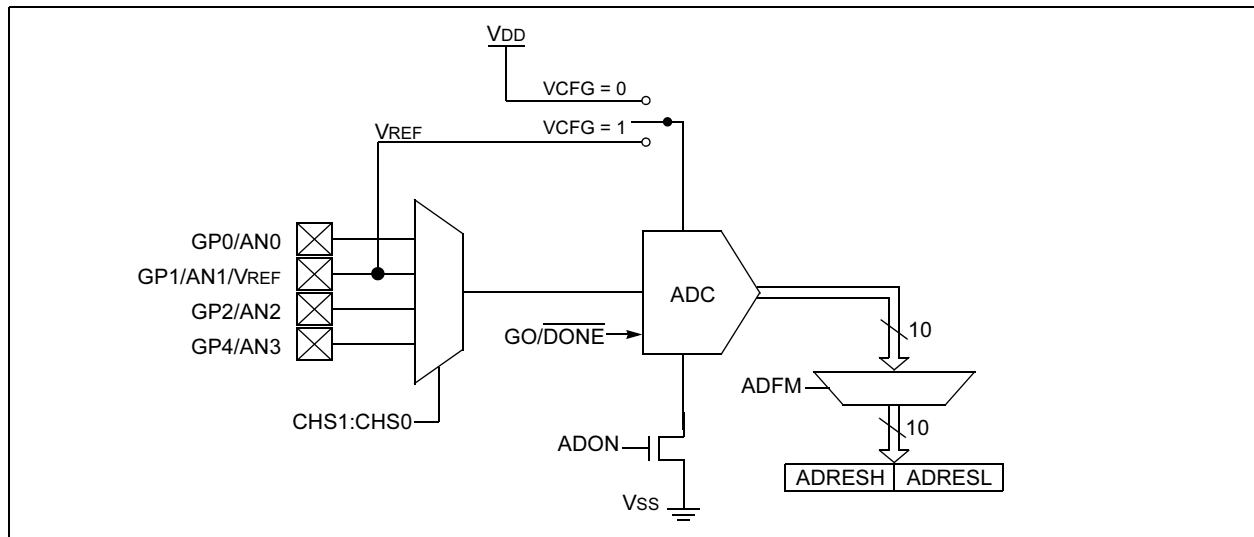 VDD
VCFG = 0
VCFG = 1
VREF
GP0/AN0
GP1/AN1/VREF
GP2/AN2
GP4/AN3
ADC
GO/DONE
10
ADFM
CHS1:CHS0
10
ADON
ADRESH ADRESL
VSS